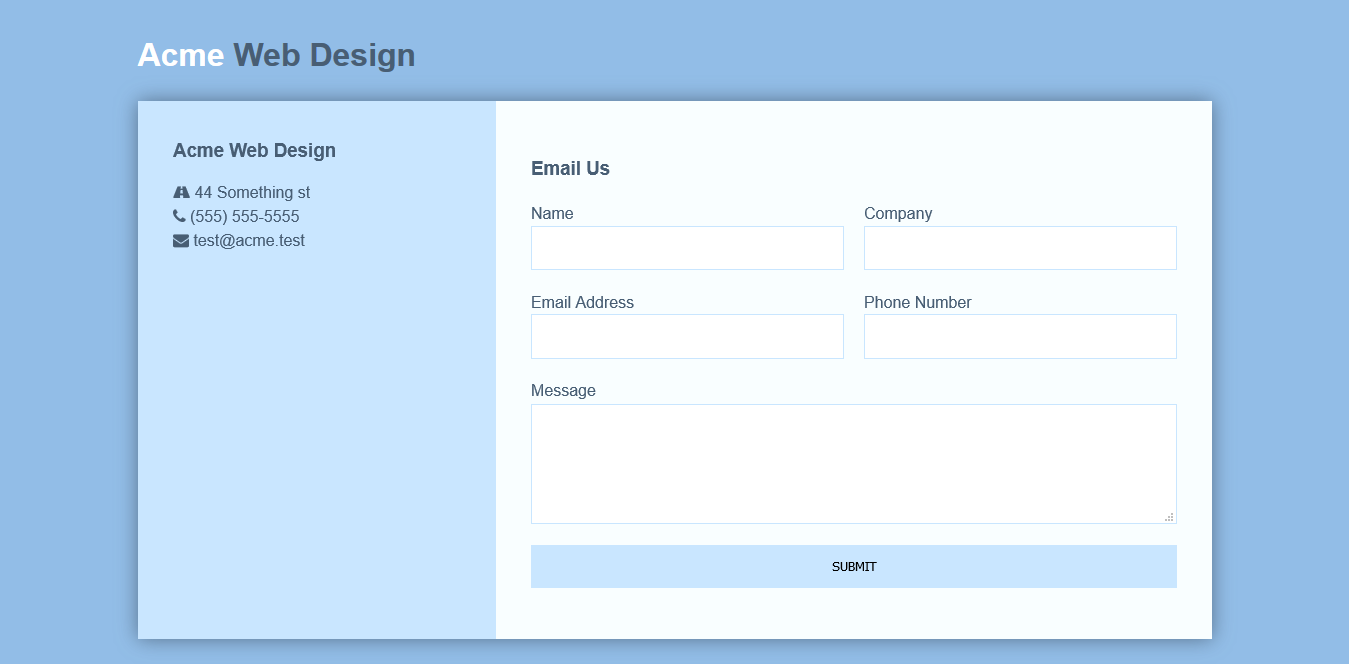 Acme Web Design
Acme Web Design
44 Something st
(555) 555-5555
test@acme.test
Email Us
Name
Company
Email Address
Phone Number
Message
SUBMIT